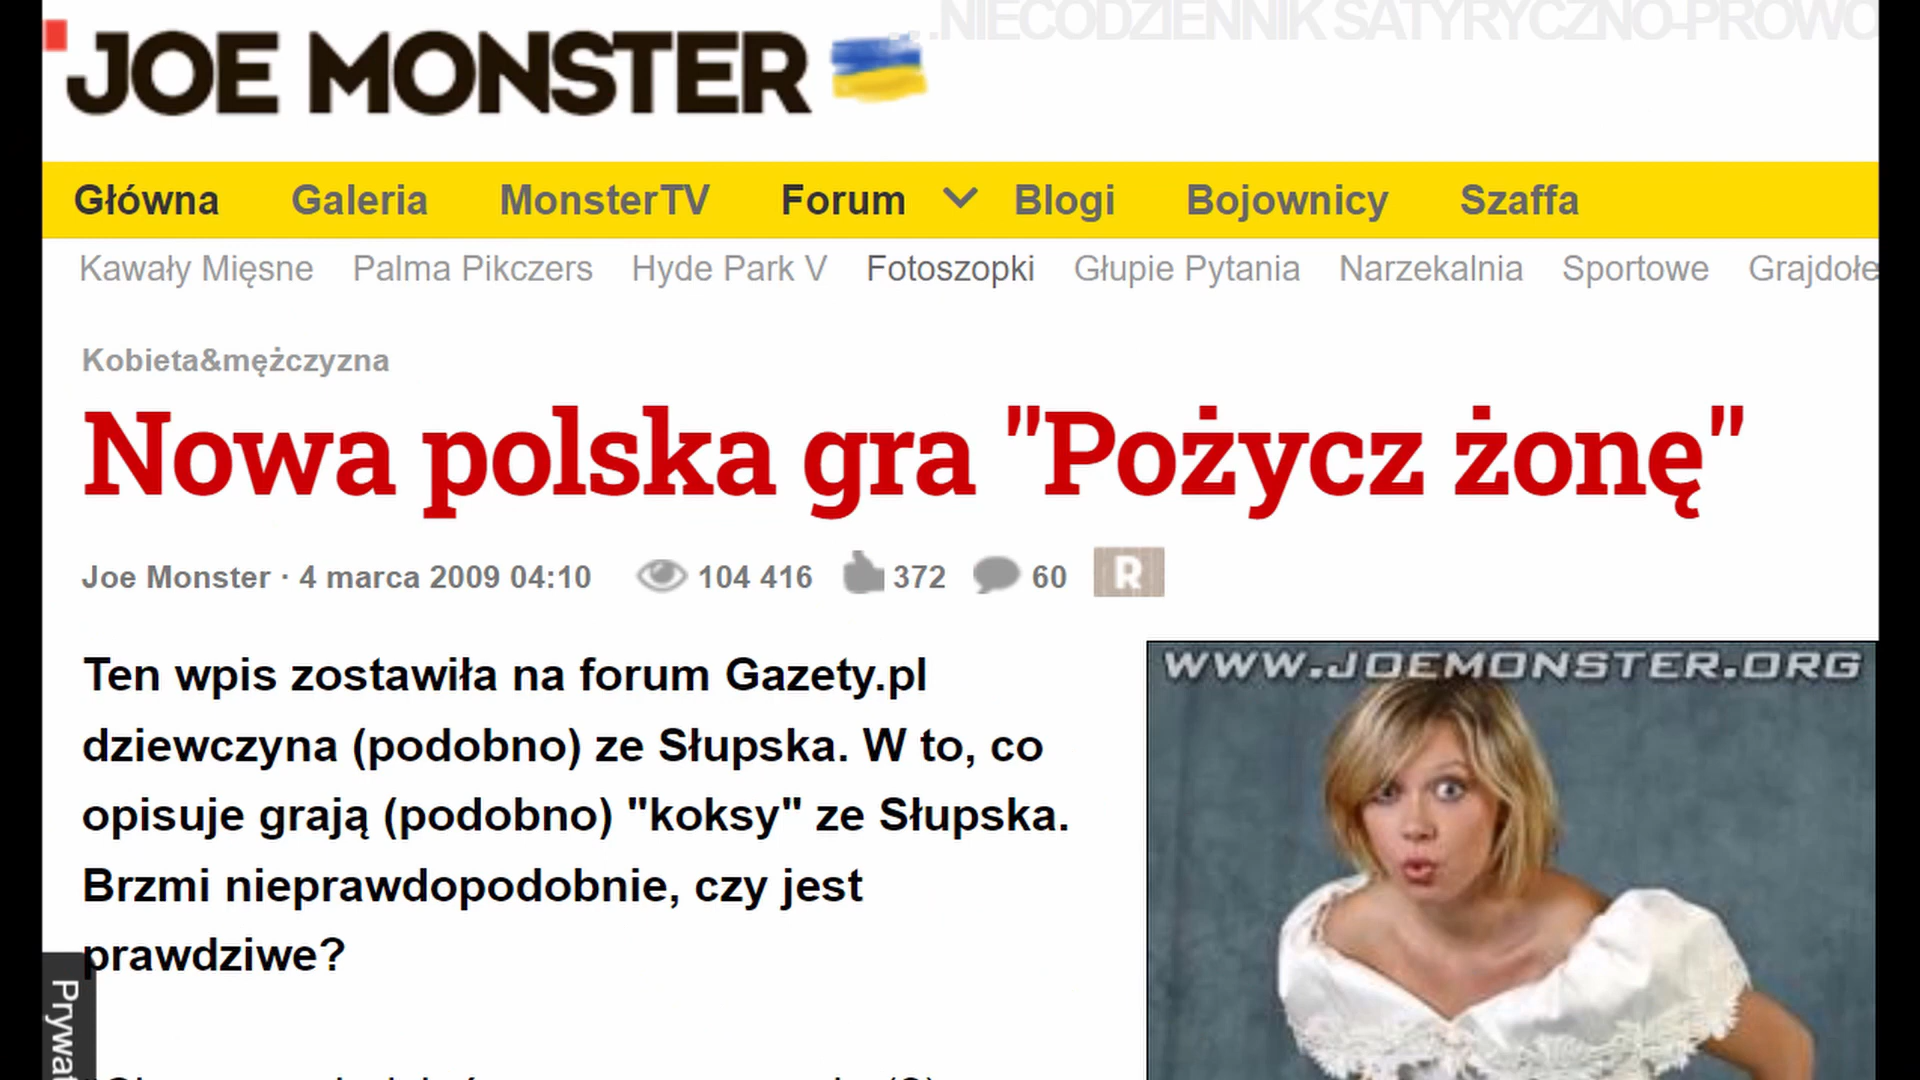 ...NIECODZIENNIK SATYRYCZNO-PROWO
JOE MONSTER
Główna Galeria MonsterTV Forum Blogi Bojownicy Szaffa
Kawały Mięsne Palma Pikczers Hyde Park V Fotoszopki Głupie Pytania Narzekalnia Sportowe Grajdołe
Kobieta&mężczyzna
Nowa polska gra "Pożycz żonę"
Joe Monster · 4 marca 2009 04:10 104 416 372 60 R
Ten wpis zostawiła na forum Gazety.pl
dziewczyna (podobno) ze Słupska. W to, co
opisuje grają (podobno) "koksy" ze Słupska.
Brzmi nieprawdopodobnie, czy jest
prawdziwe?
WWW.JOEMONSTER.ORG
Prywat